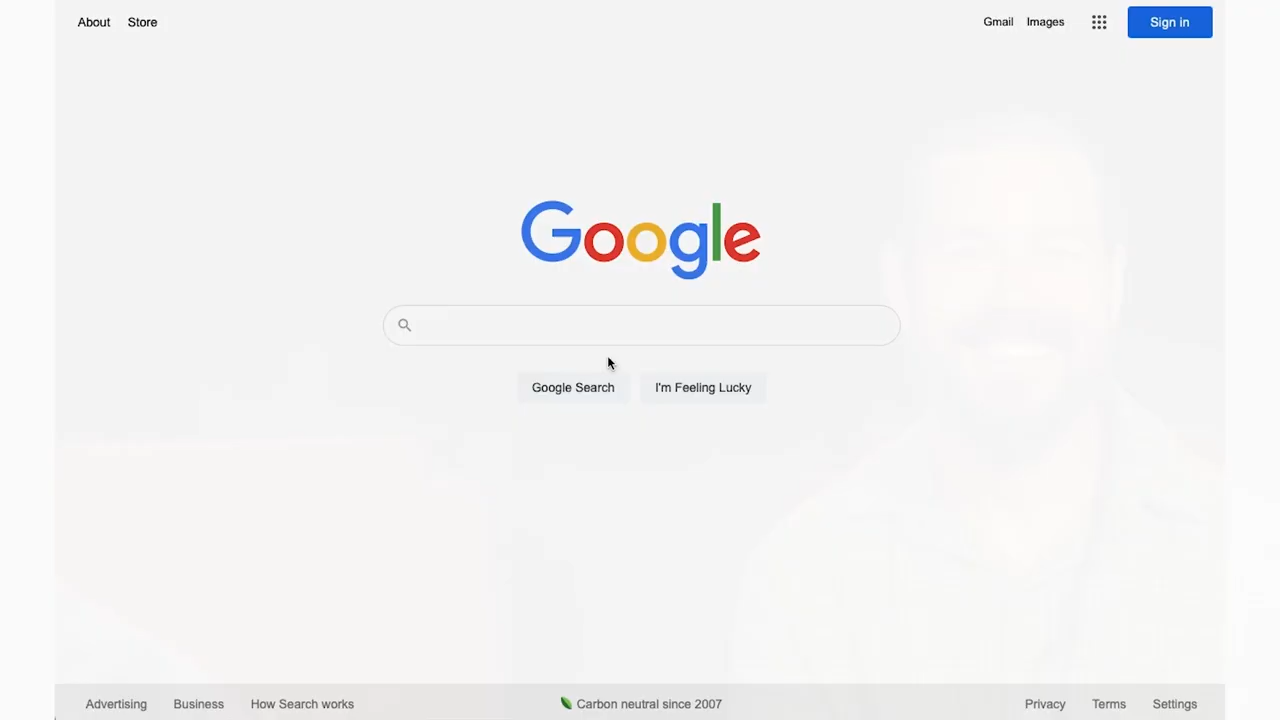 About Store Gmail Images Sign in
Google
Google Search I'm Feeling Lucky
Advertising Business How Search works Carbon neutral since 2007 Privacy Terms Settings